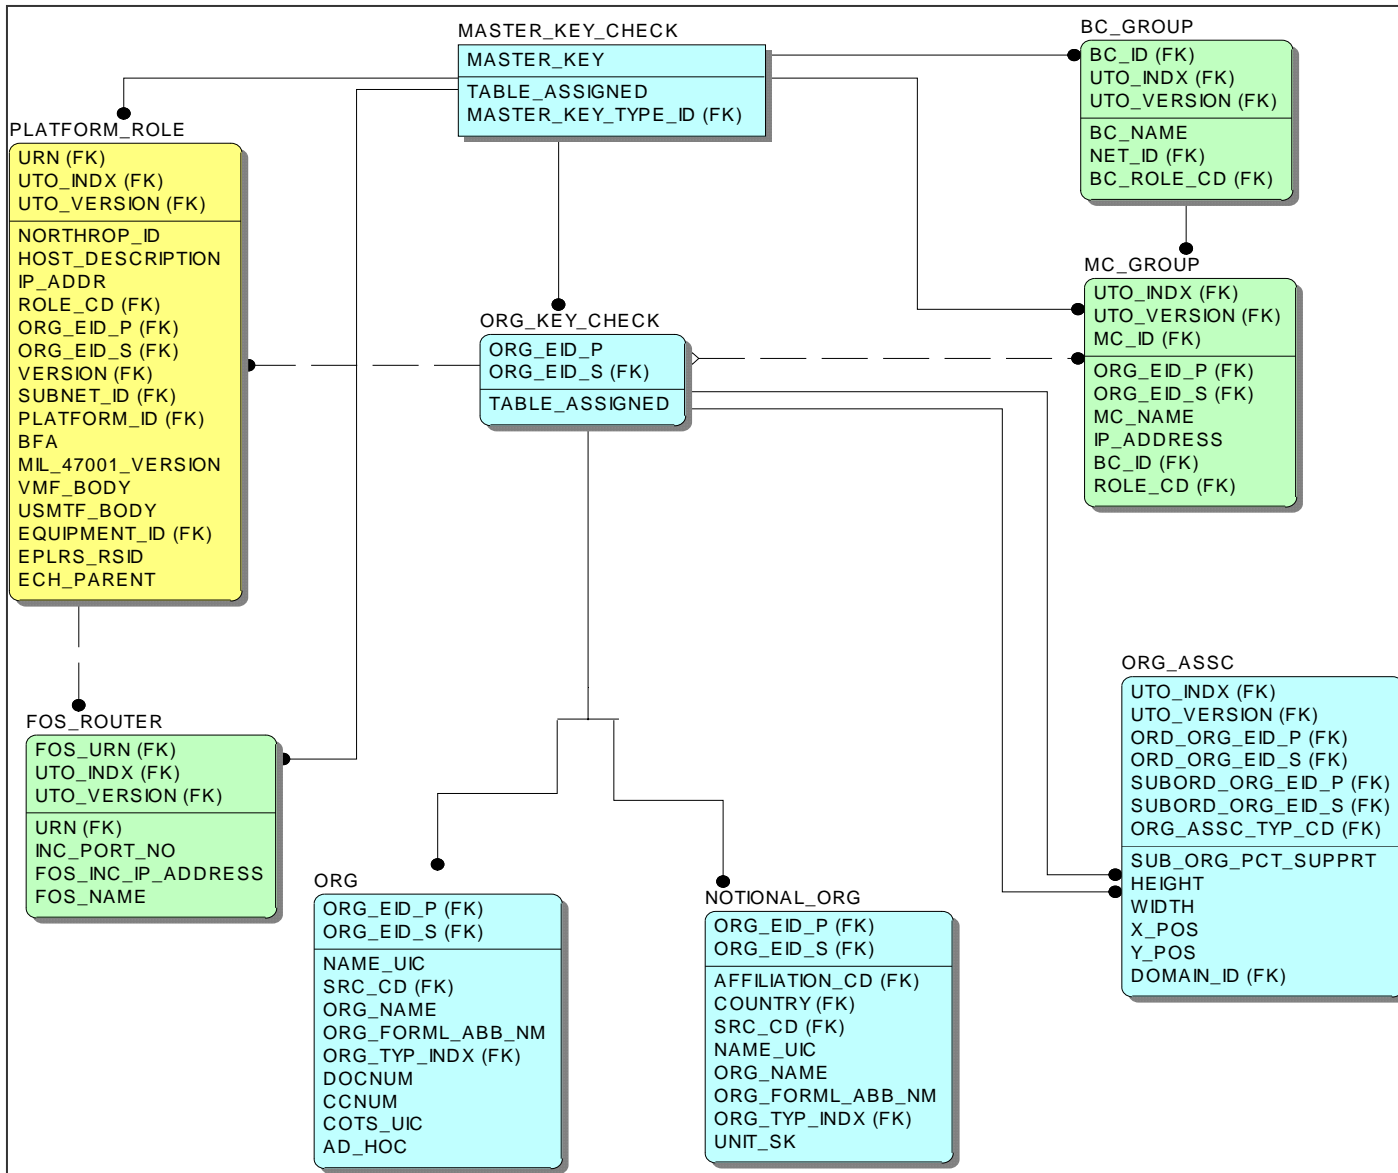 MASTER_KEY_CHECK
MASTER_KEY
TABLE_ASSIGNED
MASTER_KEY_TYPE_ID (FK)
BC_GROUP
BC_ID (FK)
UTO_INDX (FK)
UTO_VERSION (FK)
BC_NAME
NET_ID (FK)
BC_ROLE_CD (FK)
PLATFORM_ROLE
URN (FK)
UTO_INDX (FK)
UTO_VERSION (FK)
NORTHROP_ID
HOST_DESCRIPTION
IP_ADDR
ROLE_CD (FK)
ORG_EID_P (FK)
ORG_EID_S (FK)
VERSION (FK)
SUBNET_ID (FK)
PLATFORM_ID (FK)
BFA
MIL_47001_VERSION
VMF_BODY
USMTF_BODY
EQUIPMENT_ID (FK)
EPLRS_RSID
ECH_PARENT
ORG_KEY_CHECK
ORG_EID_P
ORG_EID_S (FK)
TABLE_ASSIGNED
MC_GROUP
UTO_INDX (FK)
UTO_VERSION (FK)
MC_ID (FK)
ORG_EID_P (FK)
ORG_EID_S (FK)
MC_NAME
IP_ADDRESS
BC_ID (FK)
ROLE_CD (FK)
FOS_ROUTER
FOS_URN (FK)
UTO_INDX (FK)
UTO_VERSION (FK)
URN (FK)
INC_PORT_NO
FOS_INC_IP_ADDRESS
FOS_NAME
ORG_ASSC
UTO_INDX (FK)
UTO_VERSION (FK)
ORD_ORG_EID_P (FK)
ORD_ORG_EID_S (FK)
SUBORD_ORG_EID_P (FK)
SUBORD_ORG_EID_S (FK)
ORG_ASSC_TYP_CD (FK)
SUB_ORG_PCT_SUPPRT
HEIGHT
WIDTH
X_POS
Y_POS
DOMAIN_ID (FK)
ORG
ORG_EID_P (FK)
ORG_EID_S (FK)
NAME_UIC
SRC_CD (FK)
ORG_NAME
ORG_FORML_ABB_NM
ORG_TYP_INDX (FK)
DOCNUM
CCNUM
COTS_UIC
AD_HOC
NOTIONAL_ORG
ORG_EID_P (FK)
ORG_EID_S (FK)
AFFILIATION_CD (FK)
COUNTRY (FK)
SRC_CD (FK)
NAME_UIC
ORG_NAME
ORG_FORML_ABB_NM
ORG_TYP_INDX (FK)
UNIT_SK